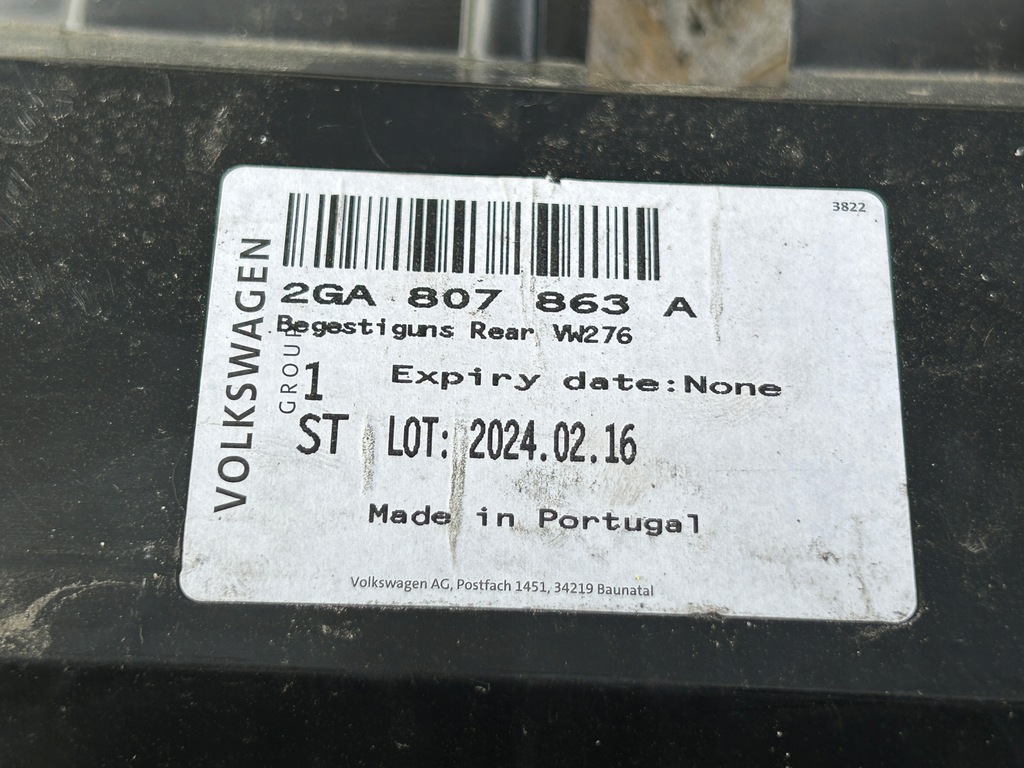 3822
VOLKSWAGEN
GROUP
2GA 807 863 A
Begestiguns Rear VW276
1
Expiry date:None
ST LOT: 2024.02.16
Made in Portugal
Volkswagen AG, Postfach 1451, 34219 Baunatal